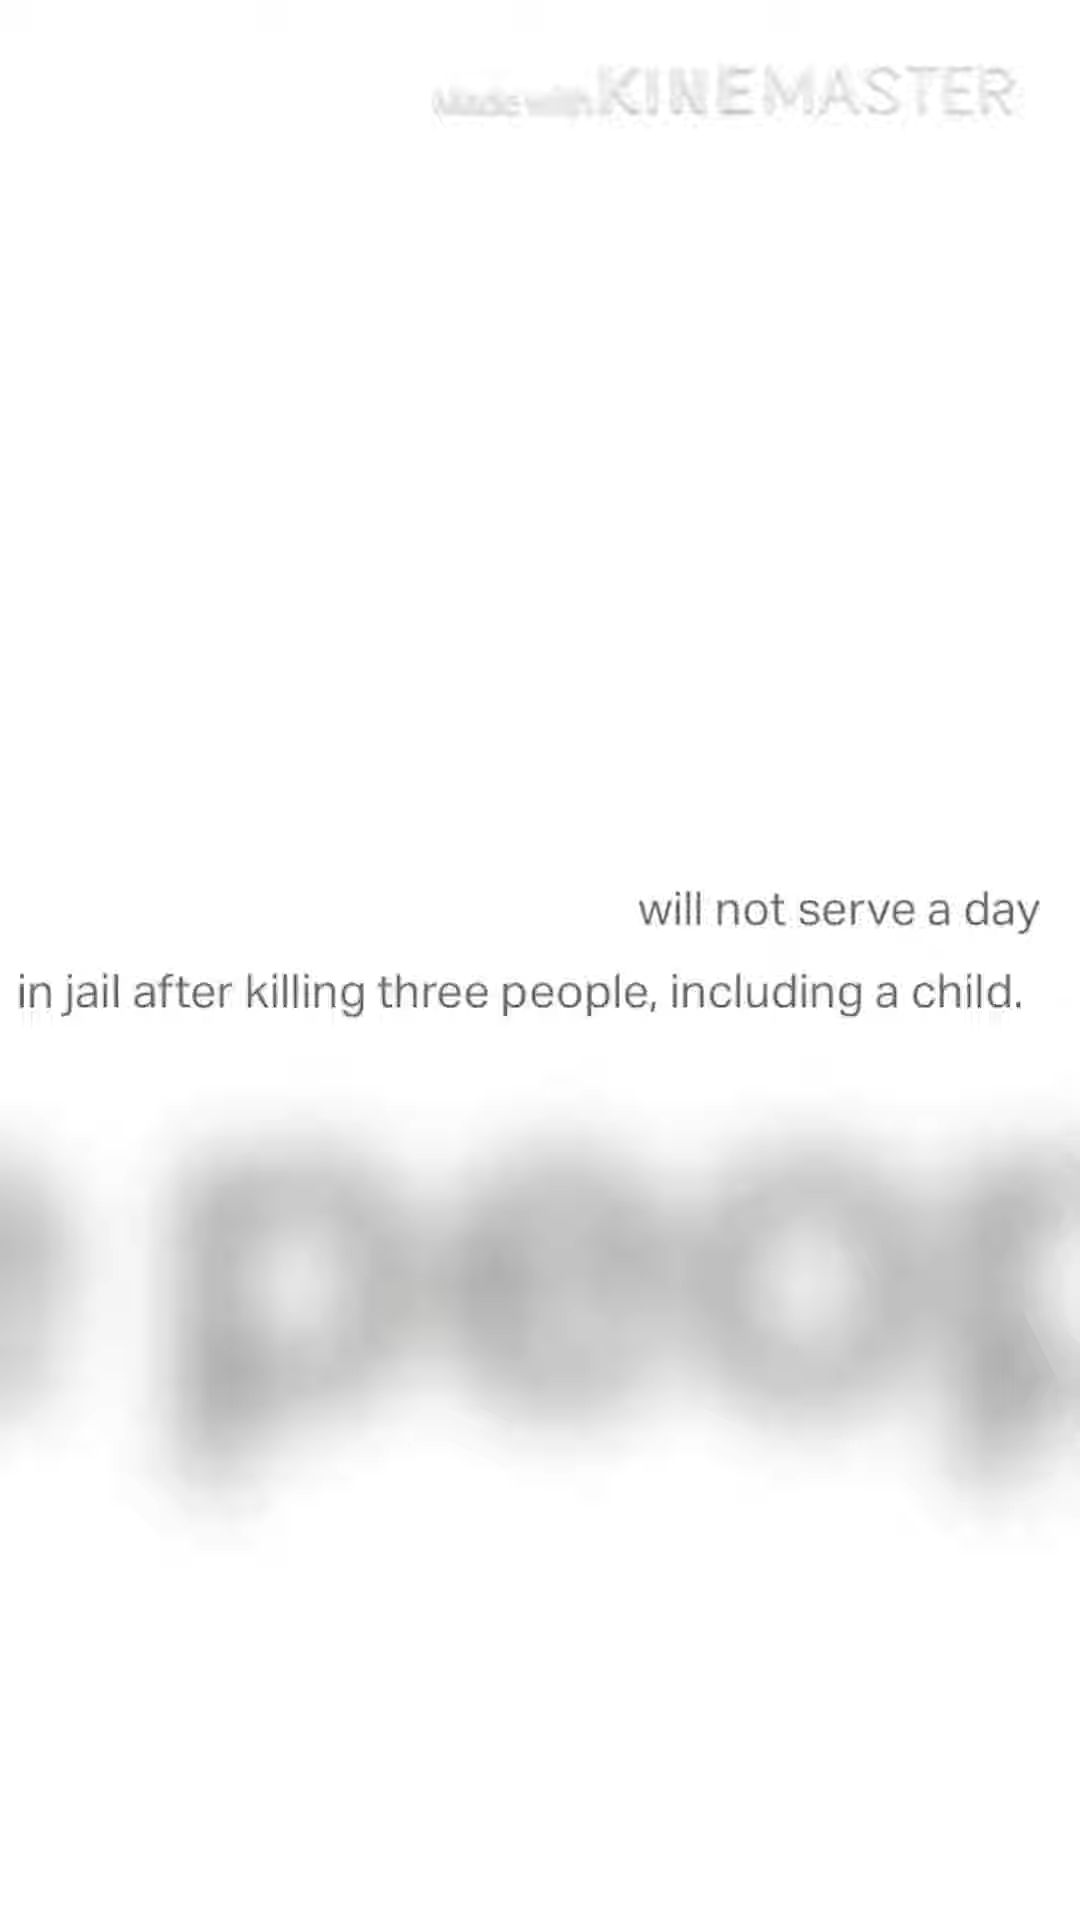 Made with KINEMASTER
will not serve a day
in jail after killing three people, including a child.